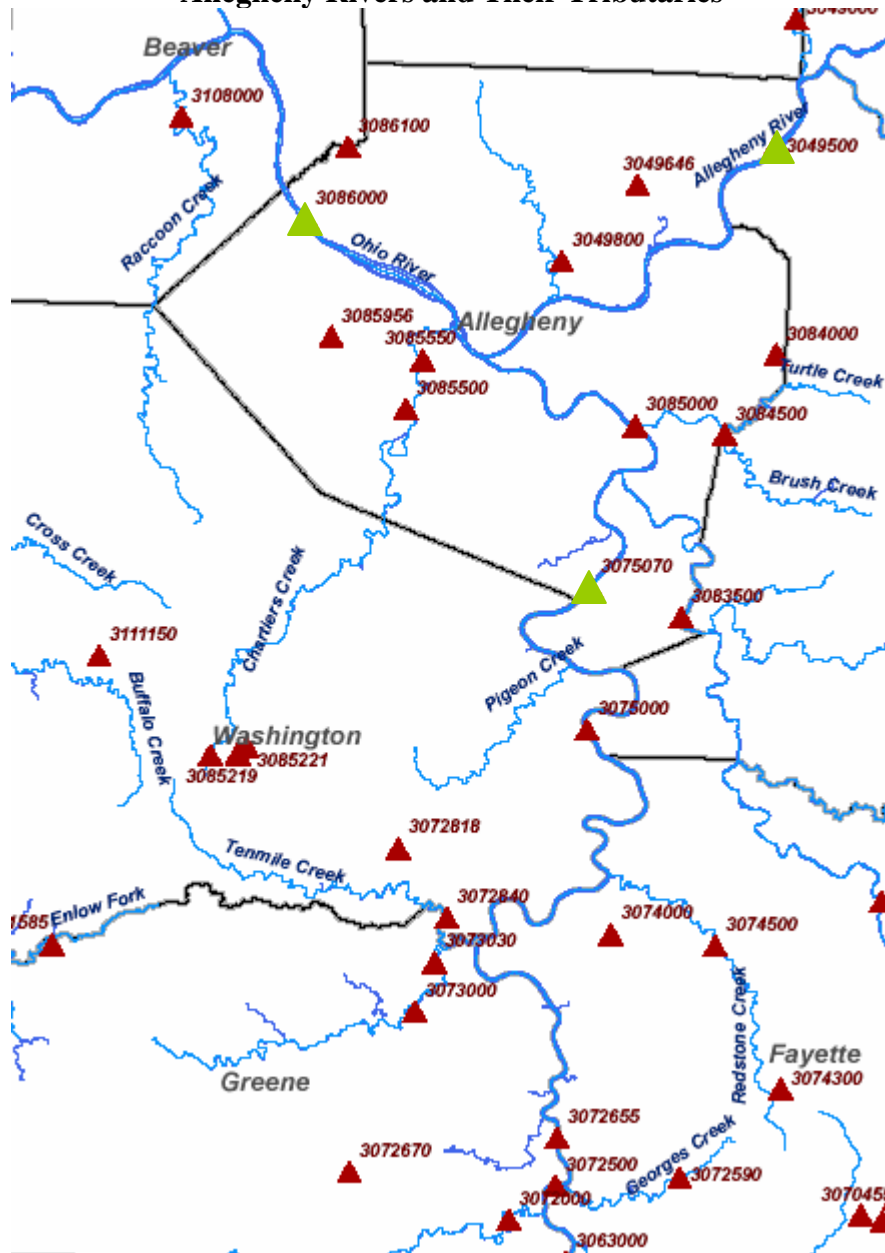 Allegheny Rivers and Their Tributaries
3049000
Beaver
3108000
3086100
Allegheny River
3049500
3049646
3086000
Raccoon Creek
Ohio River
3049800
Allegheny
3085956
3085550
3084000
Turtle Creek
3085500
3085000
3084500
Brush Creek
Cross Creek
Chartiers Creek
3075070
3083500
3111150
Pigeon Creek
Buffalo Creek
3075000
Washington
3085221
3085219
3072818
Tenmile Creek
Enlow Fork
1585
3072840
3074000
3074500
3073030
3073000
Redstone Creek
Fayette
Greene
3074300
3072655
Georges Creek
3072670
3072500
3072590
3072000
3070455
3063000